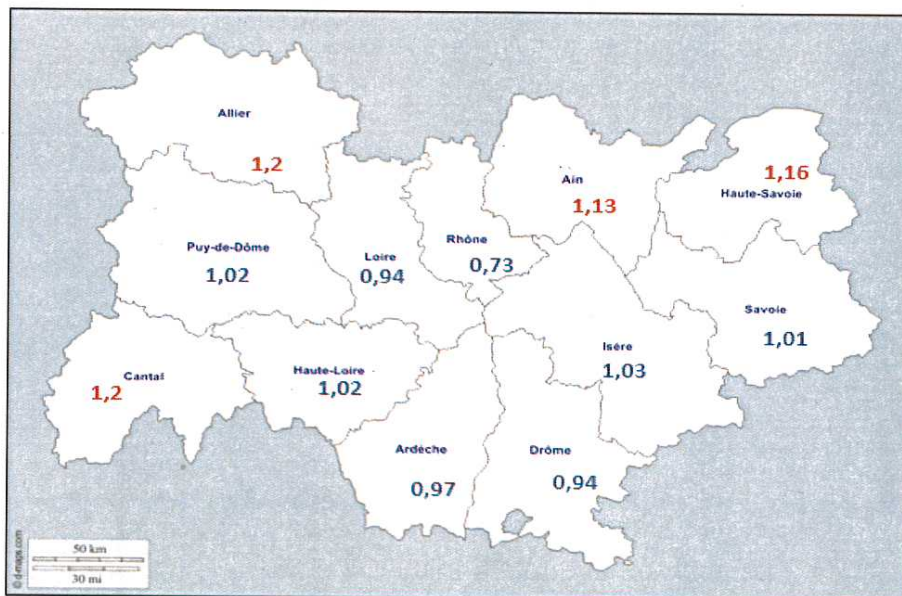 Allier
1,2
Ain
1,13
1,16
Haute-Savoie
Puy-de-Dôme
1,02
Loire
0,94
Rhône
0,73
Savoie
1,01
Isère
1,03
Cantal
1,2
Haute-Loire
1,02
Ardèche
0,97
Drôme
0,94
50 km
30 mi
© d-maps.com